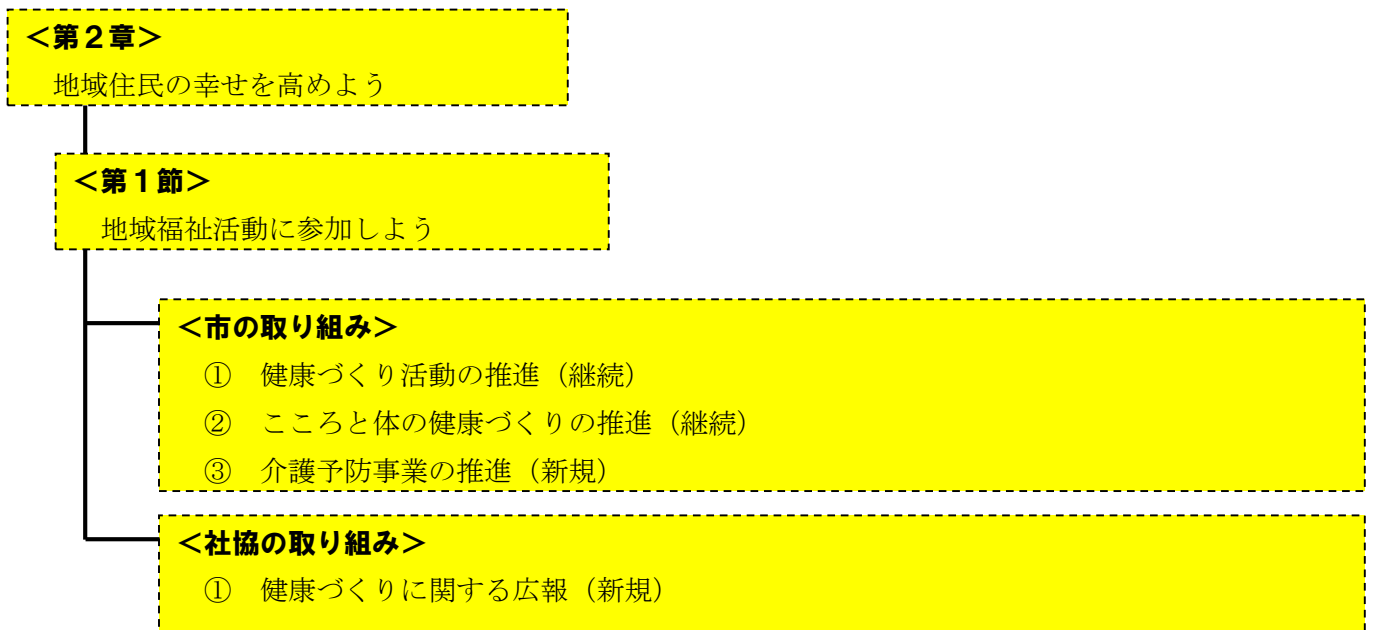 ＜第２章＞
地域住民の幸せを高めよう
＜第１節＞
地域福祉活動に参加しよう
＜市の取り組み＞
① 健康づくり活動の推進（継続）
② こころと体の健康づくりの推進（継続）
③ 介護予防事業の推進（新規）
＜社協の取り組み＞
① 健康づくりに関する広報（新規）